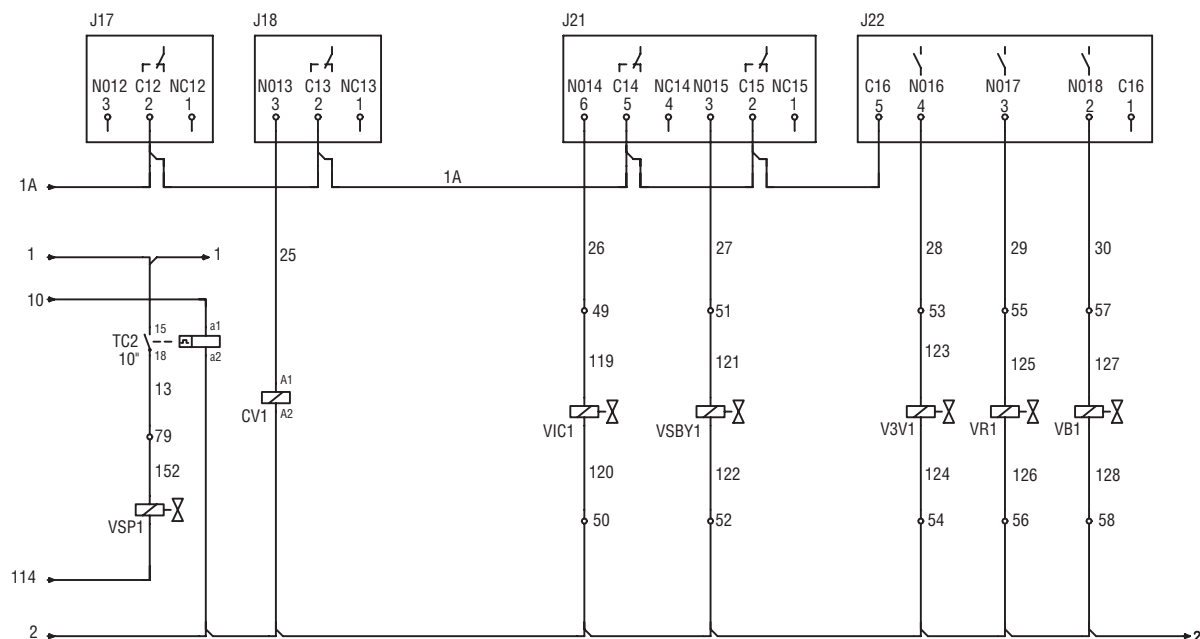 J17 J18 J21 J22
N012 C12 NC12 N013 C13 NC13 N014 C14 NC14 N015 C15 NC15 C16 N016 N017 N018 C16
3 2 1 3 2 1 6 5 4 3 2 1 5 4 3 2 1
1A 1A
1 1 25 26 27 28 29 30
10 49 51 53 55 57
15 a1
TC2
10"
18 a2
119 121 123 125 127
13 A1
CV1 A2
VIC1 VSBY1 V3V1 VR1 VB1
79
152 120 122 124 126 128
VSP1 50 52 54 56 58
114
2 2